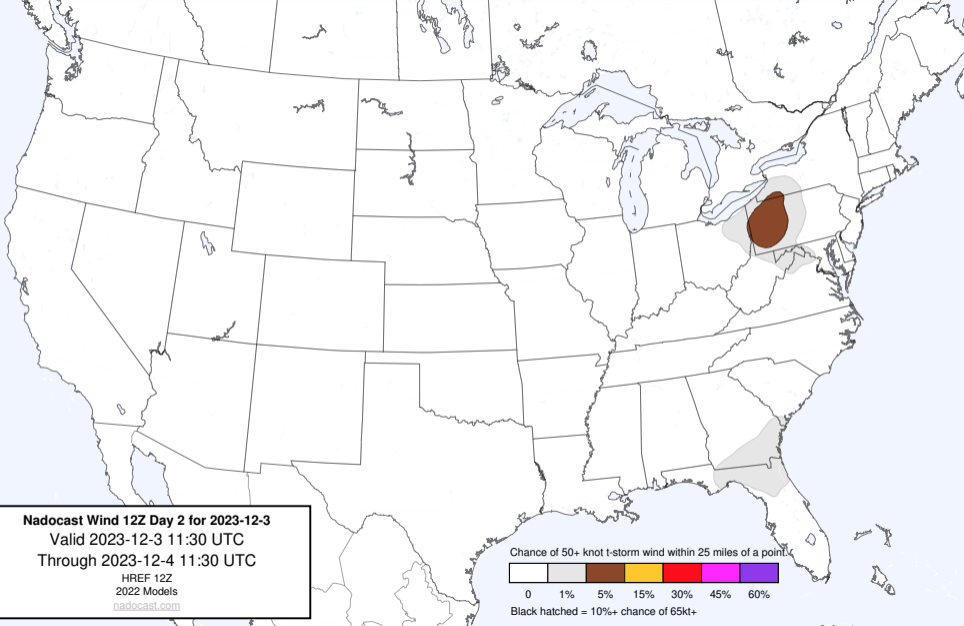 Nadocast Wind 12Z Day 2 for 2023-12-3
Valid 2023-12-3 11:30 UTC
Through 2023-12-4 11:30 UTC
HREF 12Z
2022 Models
nadocast.com
Chance of 50+ knot t-storm wind within 25 miles of a point.
0 1% 5% 15% 30% 45% 60%
Black hatched = 10%+ chance of 65kt+